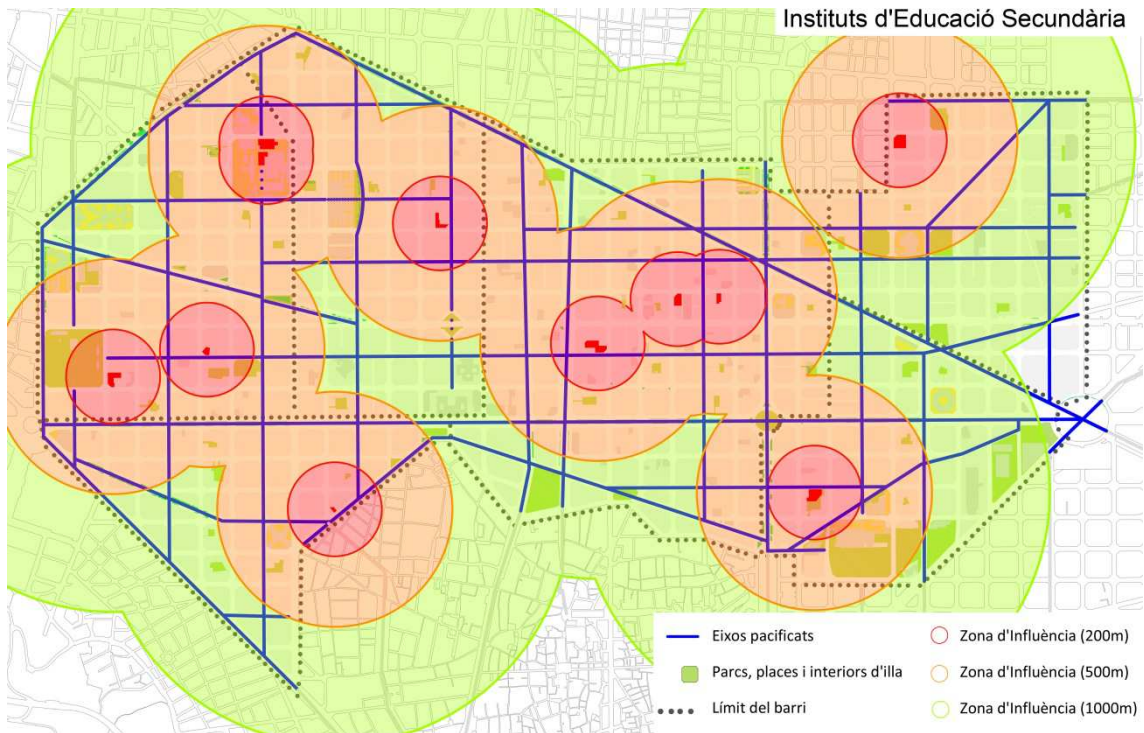 Instituts d'Educació Secundària
Eixos pacificats
Parcs, places i interiors d'illa
Límit del barri
Zona d'Influència (200m)
Zona d'Influència (500m)
Zona d'Influència (1000m)